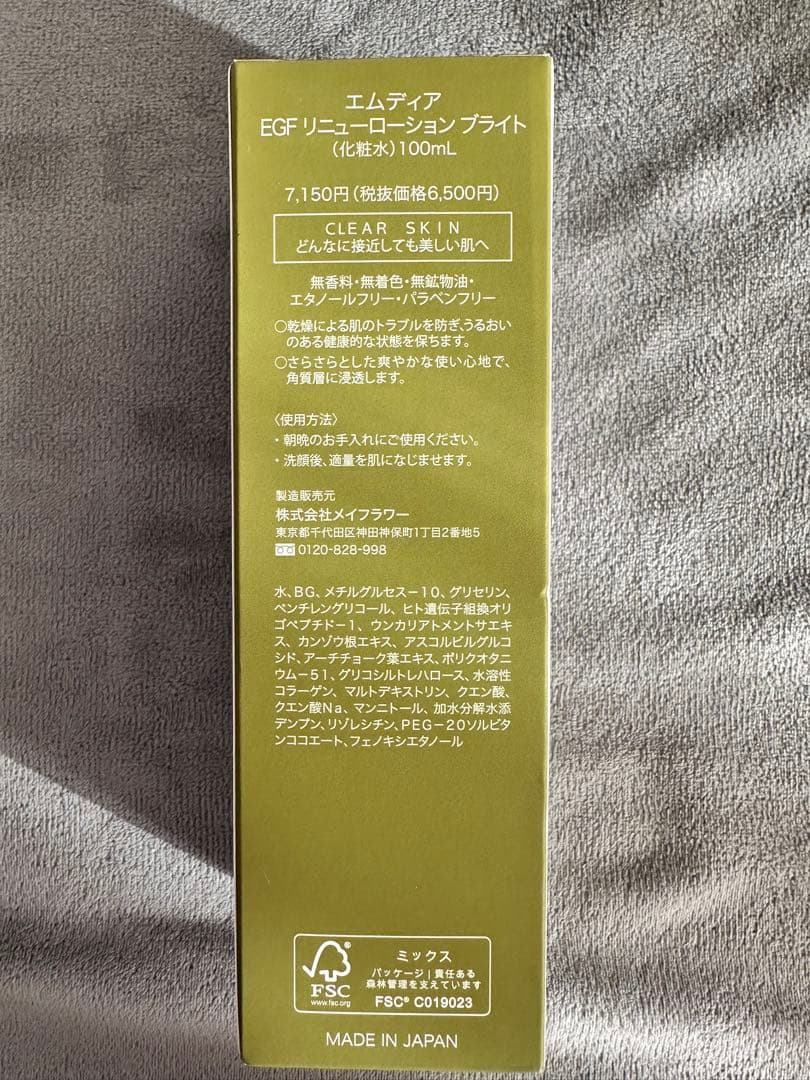 エムディア
EGF リニューローション ブライト
(化粧水)100mL
7,150円(税抜価格6,500円)
CLEAR SKIN
どんなに接近しても美しい肌へ
無香料・無着色・無鉱物油・
エタノールフリー・パラベンフリー
○乾燥による肌のトラブルを防ぎ、うるおい
のある健康的な状態を保ちます。
○さらさらとした爽やかな使い心地で、
角質層に浸透します。
〈使用方法〉
・朝晩のお手入れにご使用ください。
・洗顔後、適量を肌になじませます。
製造販売元
株式会社メイフラワー
東京都千代田区神田神保町1丁目2番地5
0120-828-998
水、BG、メチルグルセス－10、グリセリン、
ペンチレングリコール、ヒト遺伝子組換オリ
ゴペプチド－1、ウンカリアトメントサエキ
ス、カンゾウ根エキス、アスコルビルグルコ
シド、アーチチョーク葉エキス、ポリクオタニ
ウム－51、グリコシルトレハロース、水溶性
コラーゲン、マルトデキストリン、クエン酸、
クエン酸Na、マンニトール、加水分解水添
デンプン、リゾレシチン、PEG－20ソルビタ
ンココエート、フェノキシエタノール
FSC
www.fsc.org
ミックス
パッケージ|責任ある
森林管理を支えています
FSC® C019023
MADE IN JAPAN